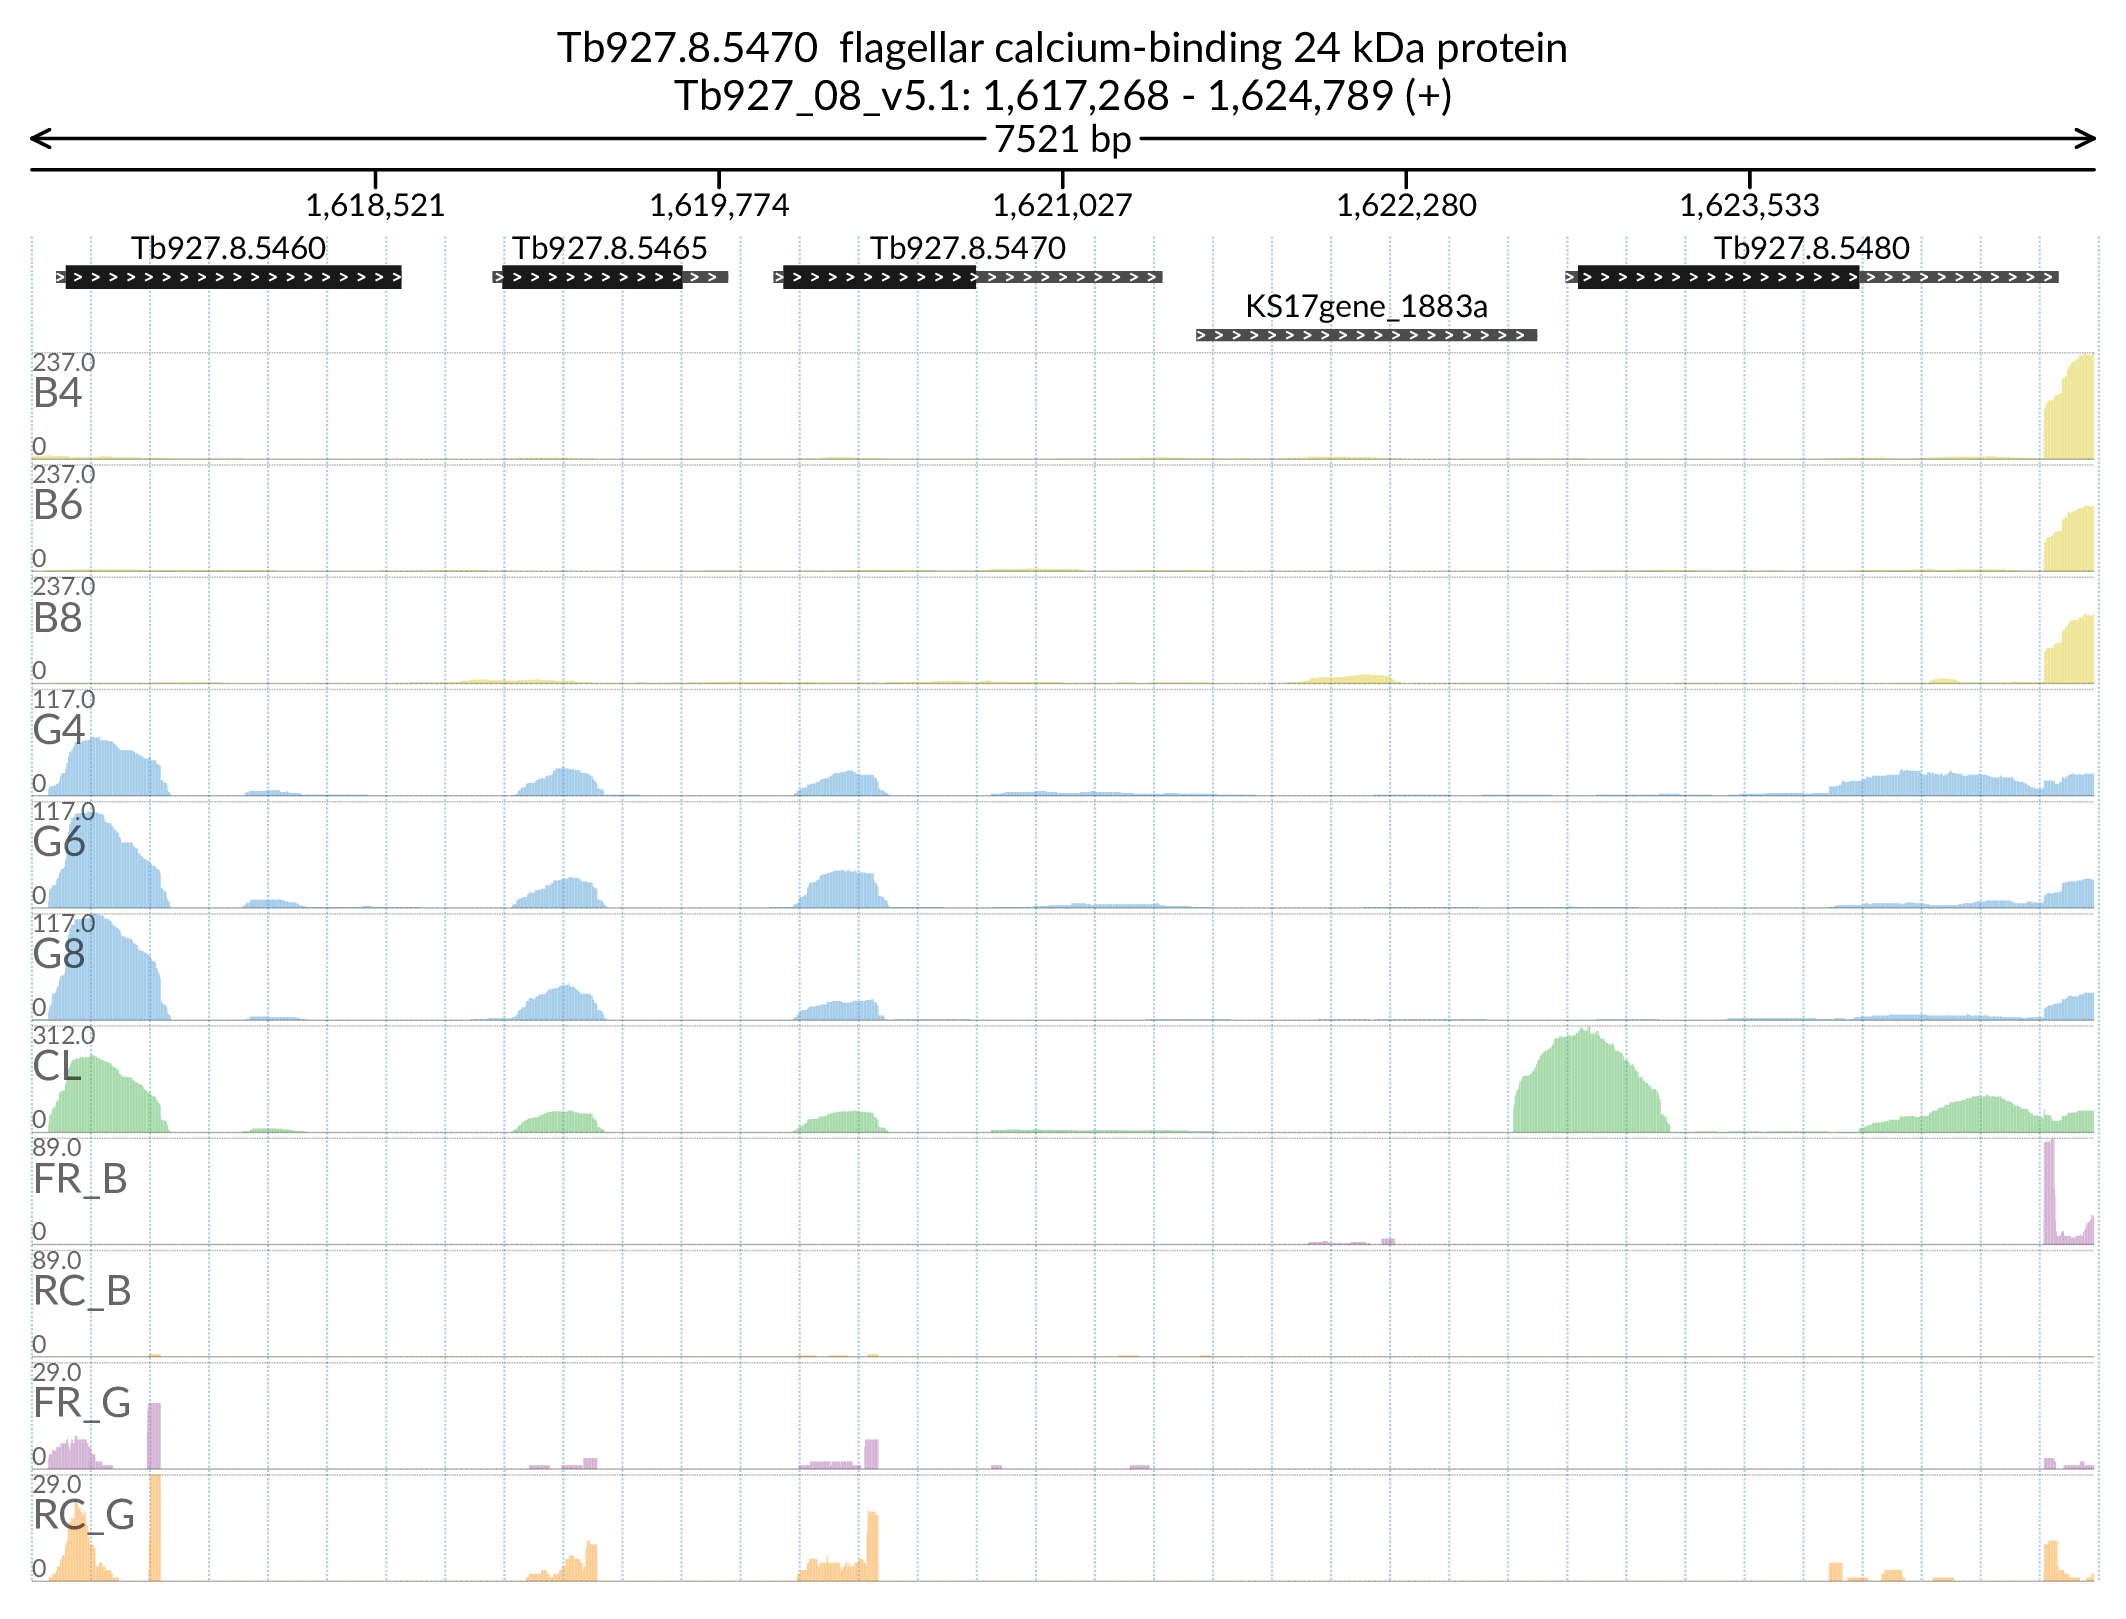 Tb927.8.5470  flagellar calcium-binding 24 kDa protein
Tb927_08_v5.1: 1,617,268 - 1,624,789 (+)
7521 bp
1,618,521 1,619,774 1,621,027 1,622,280 1,623,533
Tb927.8.5460 Tb927.8.5465 Tb927.8.5470 Tb927.8.5480
KS17gene_1883a
237.0
B4
0
237.0
B6
0
237.0
B8
0
117.0
G4
0
117.0
G6
0
117.0
G8
0
312.0
CL
0
89.0
FR_B
0
89.0
RC_B
0
29.0
FR_G
0
29.0
RC_G
0